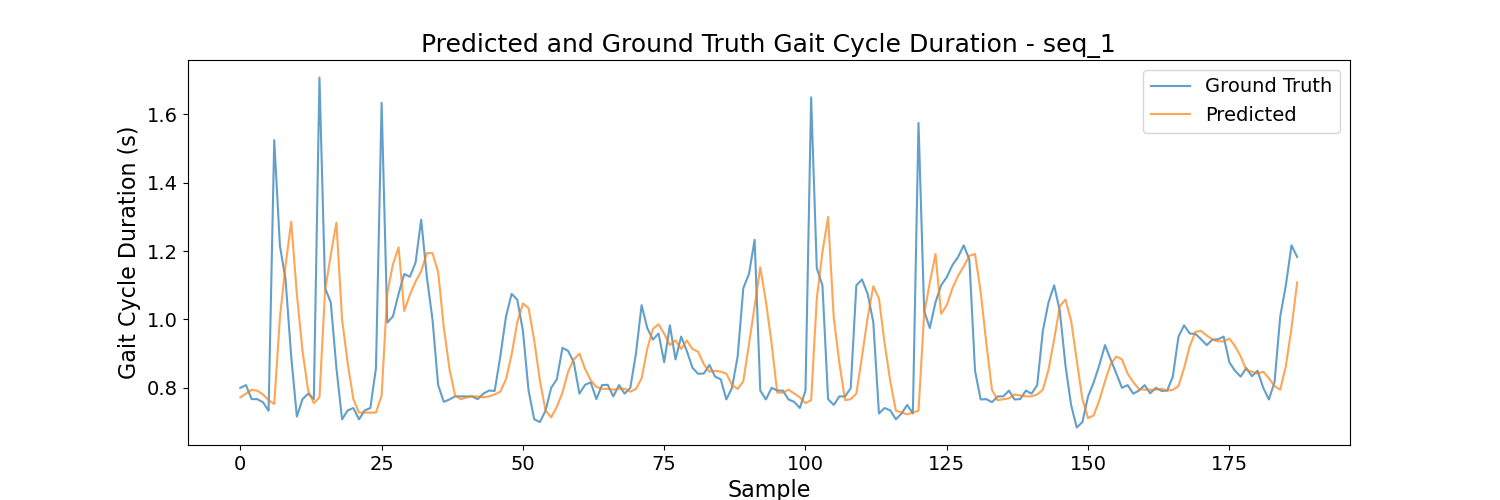 Predicted and Ground Truth Gait Cycle Duration - seq_1
Ground Truth
Predicted
Gait Cycle Duration (s)
1.6
1.4
1.2
1.0
0.8
0 25 50 75 100 125 150 175
Sample